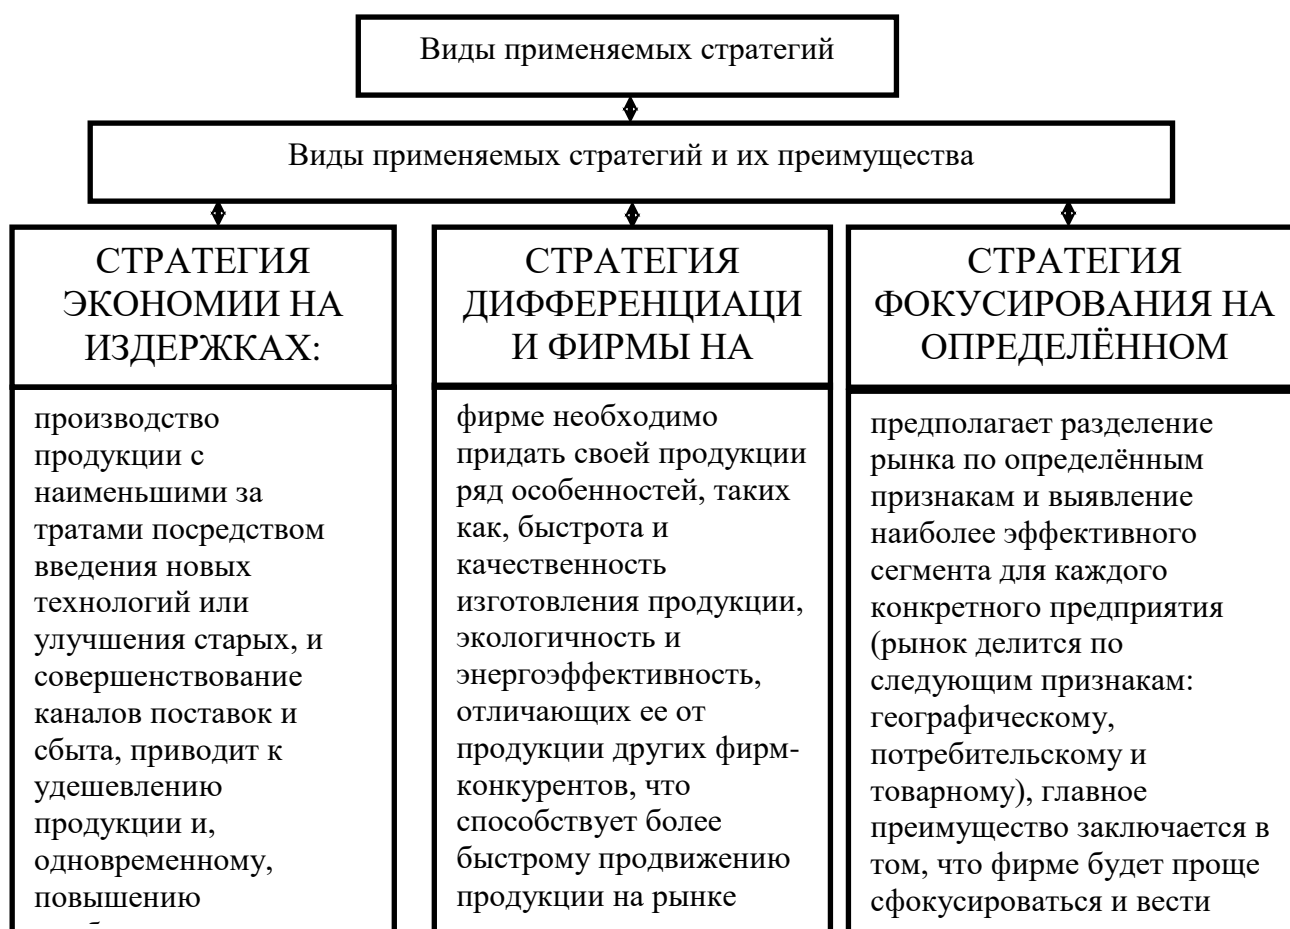 Виды применяемых стратегий
Виды применяемых стратегий и их преимущества
СТРАТЕГИЯ
ЭКОНОМИИ НА
ИЗДЕРЖКАХ:
производство
продукции с
наименьшими за
тратами посредством
введения новых
технологий или
улучшения старых, и
совершенствование
каналов поставок и
сбыта, приводит к
удешевлению
продукции и,
одновременному,
повышению
СТРАТЕГИЯ
ДИФФЕРЕНЦИАЦИ
И ФИРМЫ НА
фирме необходимо
придать своей продукции
ряд особенностей, таких
как, быстрота и
качественность
изготовления продукции,
экологичность и
энергоэффективность,
отличающих ее от
продукции других фирм-
конкурентов, что
способствует более
быстрому продвижению
продукции на рынке
СТРАТЕГИЯ
ФОКУСИРОВАНИЯ НА
ОПРЕДЕЛЁННОМ
предполагает разделение
рынка по определённым
признакам и выявление
наиболее эффективного
сегмента для каждого
конкретного предприятия
(рынок делится по
следующим признакам:
географическому,
потребительскому и
товарному), главное
преимущество заключается в
том, что фирме будет проще
сфокусироваться и вести